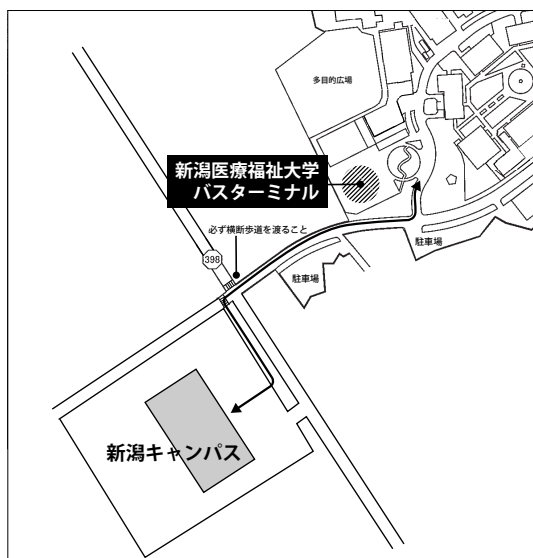 多目的広場
新潟医療福祉大学
バスターミナル
必ず横断歩道を渡ること
398
駐車場
駐車場
新潟キャンパス